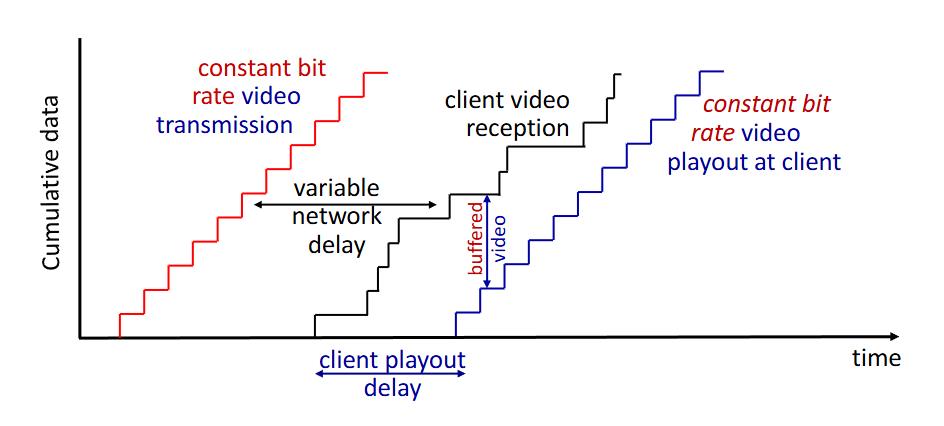 constant bit
rate video
transmission
client video
reception
constant bit
rate video
playout at client
variable
network
delay
buffered
video
Cumulative data
time
client playout
delay